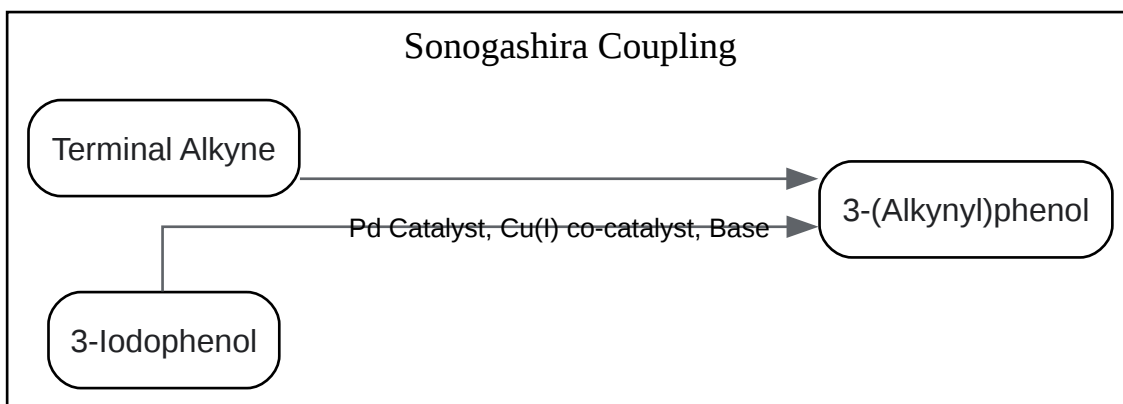 Sonogashira Coupling
Terminal Alkyne
3-(Alkynyl)phenol
Pd Catalyst, Cu(I) co-catalyst, Base
3-Iodophenol